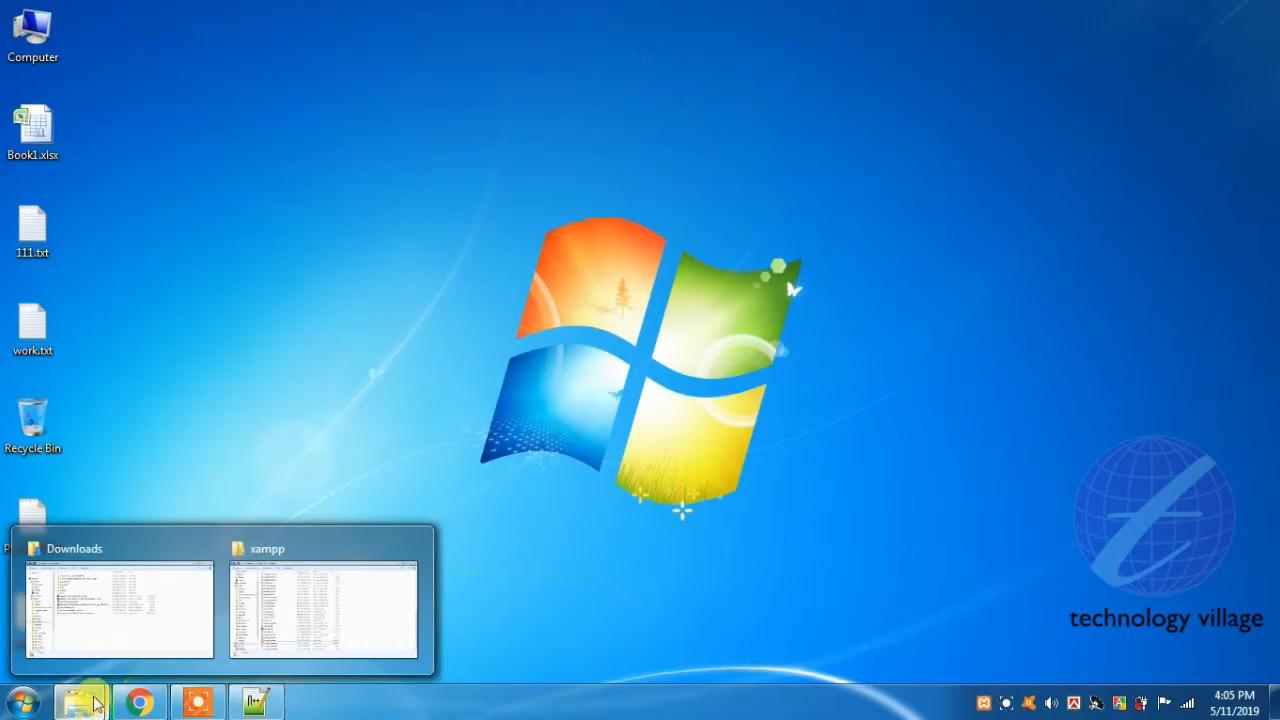 Computer
Book1.xlsx
111.txt
work.txt
Recycle Bin
Downloads
xampp
technology village
4:05 PM
5/11/2019